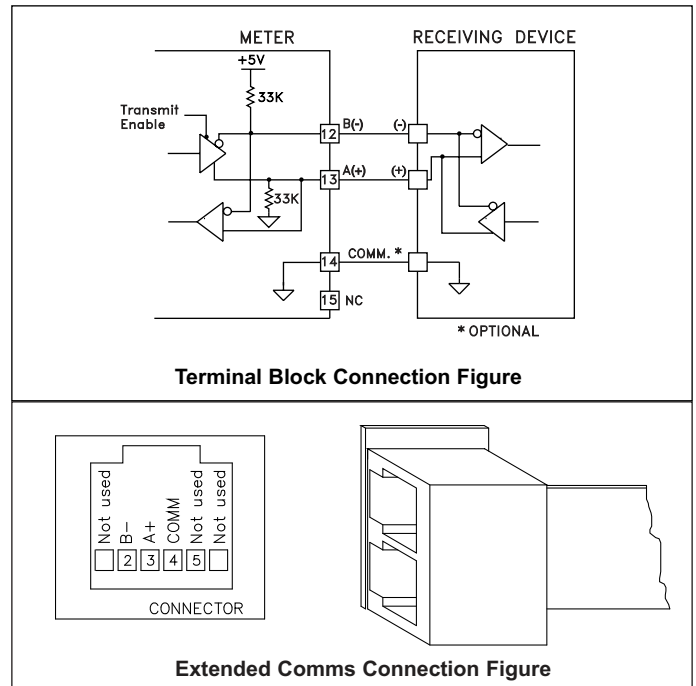 METER
RECEIVING DEVICE
+5V
33K
Transmit
Enable
12
B(-)
(-)
13
A(+)
(+)
33K
14
COMM. *
15
NC
* OPTIONAL
Terminal Block Connection Figure
Not used
B-
A+
COMM
Not used
Not used
2
3
4
5
CONNECTOR
Extended Comms Connection Figure